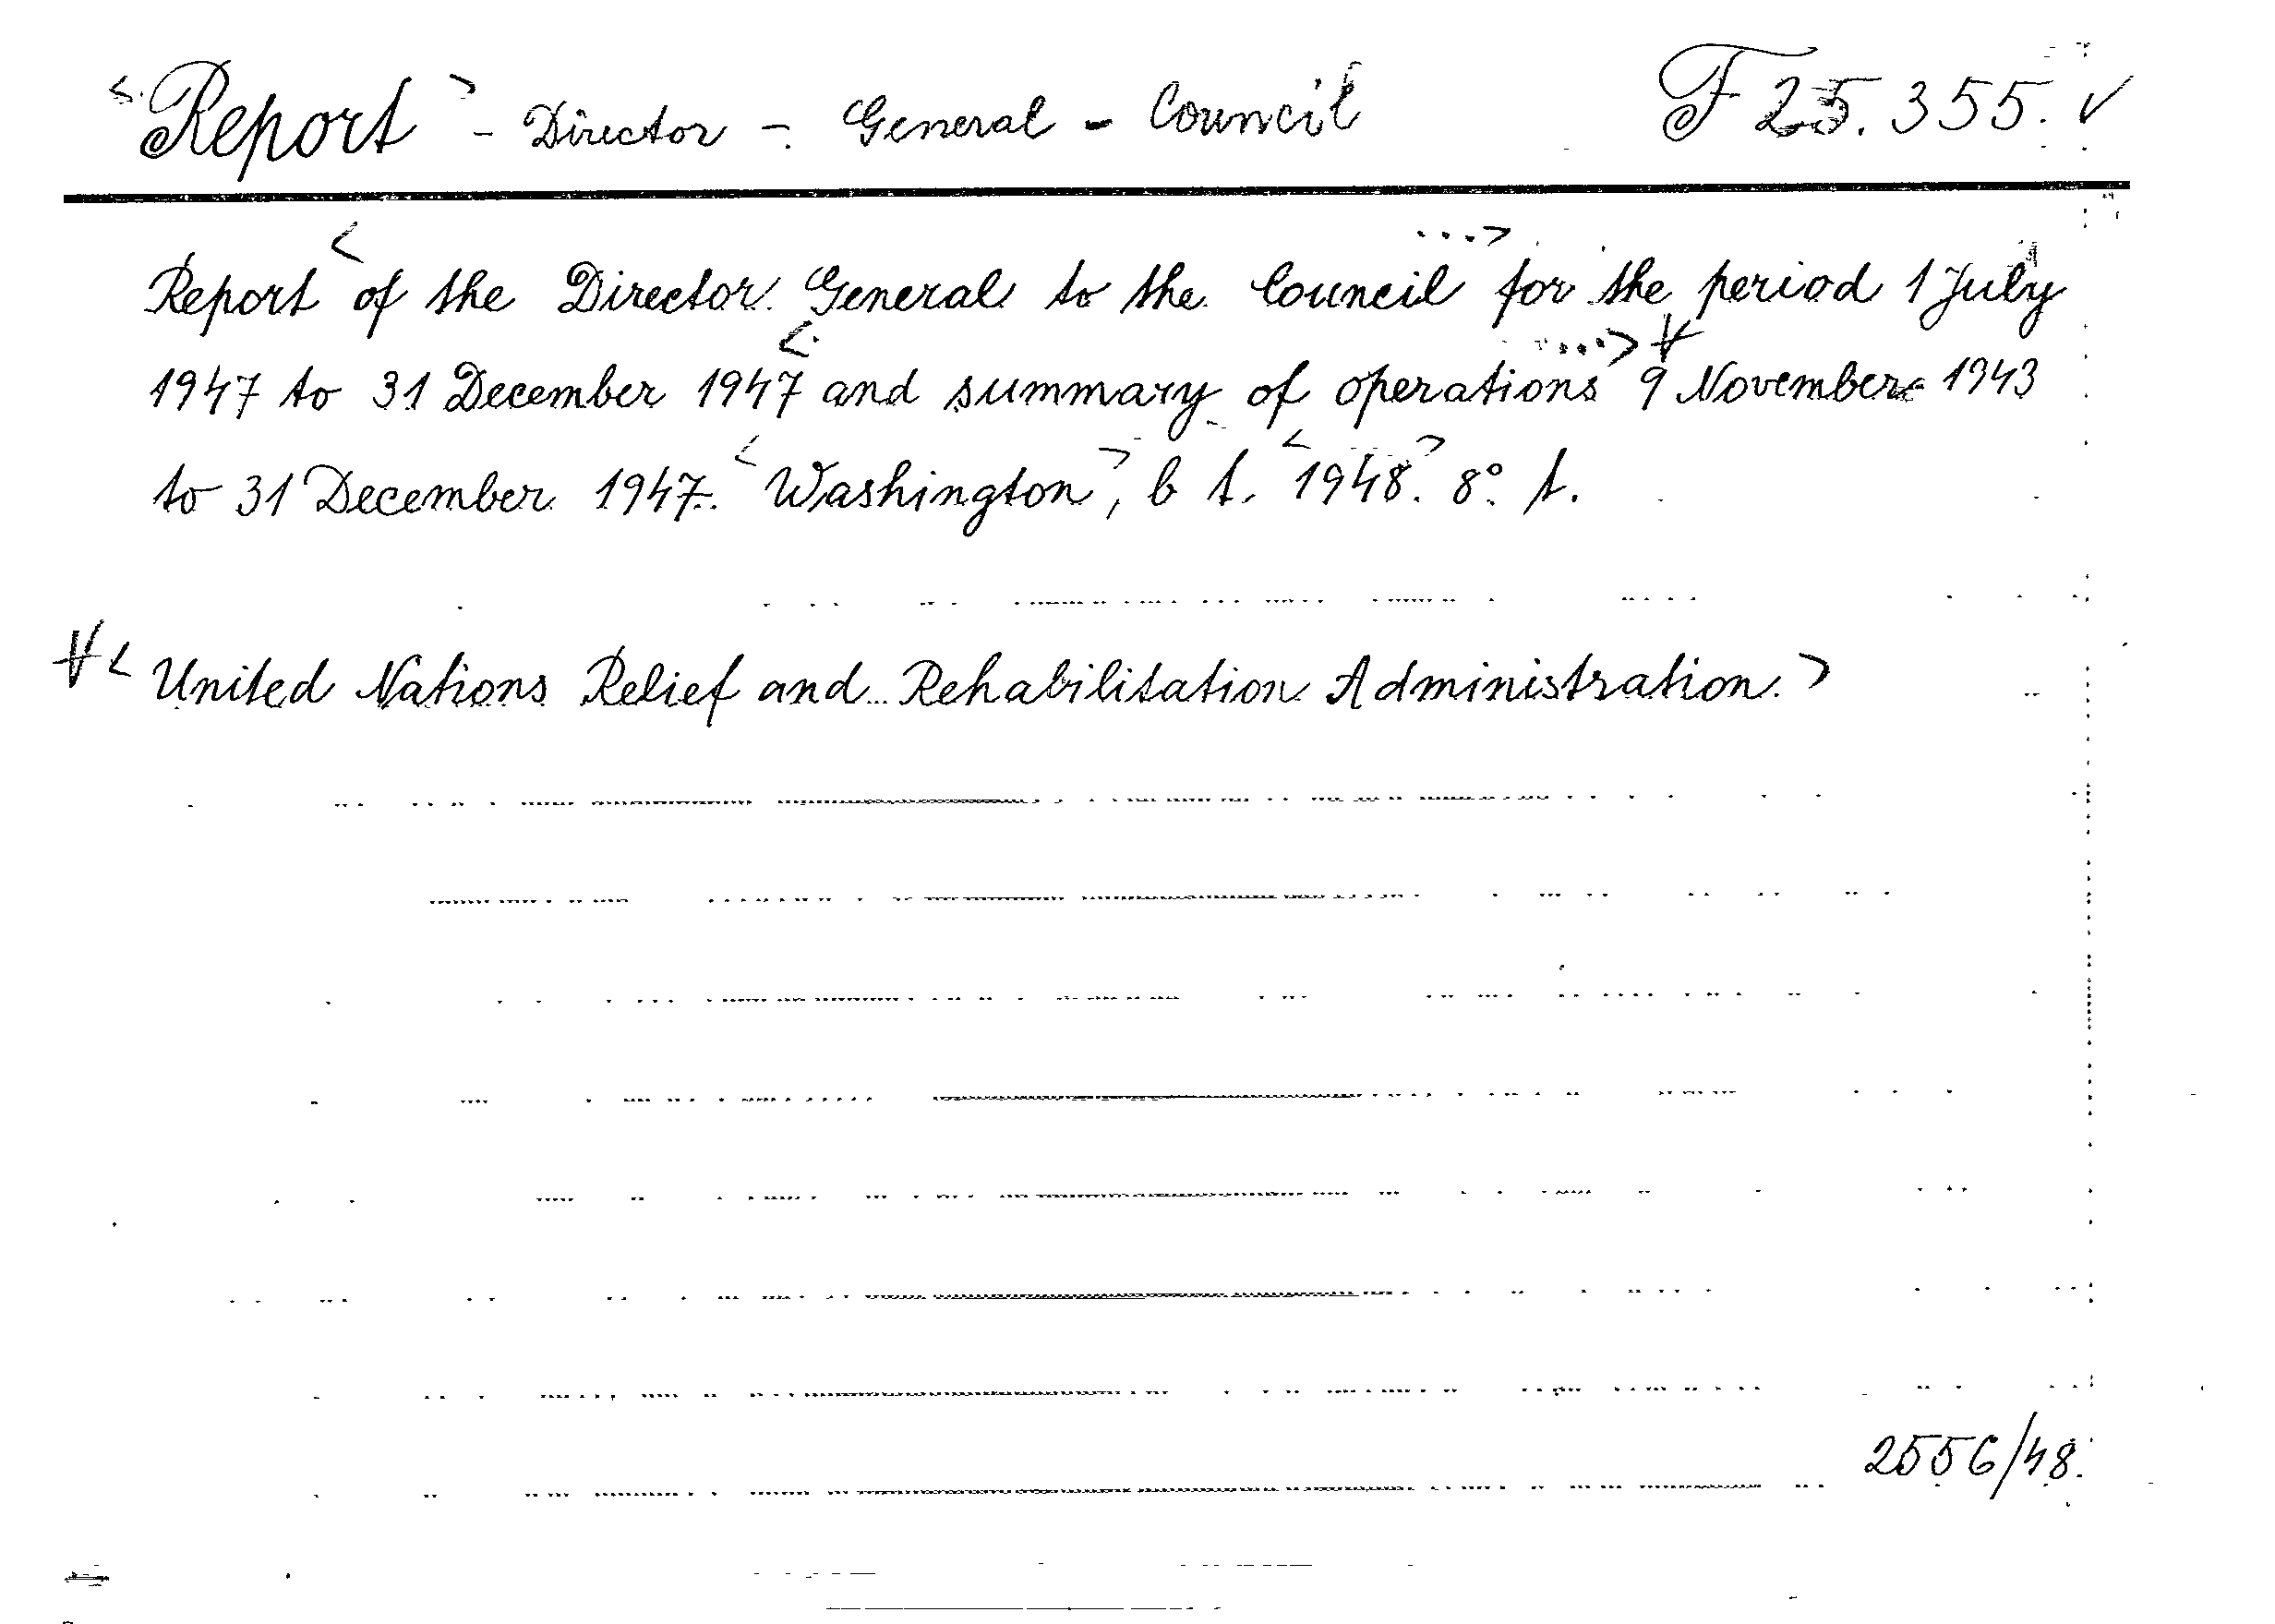 <Report> - Director - General - Council F 25.355. ✓
Report <of the Director General to the Council ...> for the period 1 July
1947 to 31 December 1947 <and summary of operations ...> 9 November 1943
to 31 December 1947. <Washington>, b t. <1948.> 8° t.
< United Nations Relief and Rehabilitation Administration. >
2556/48.